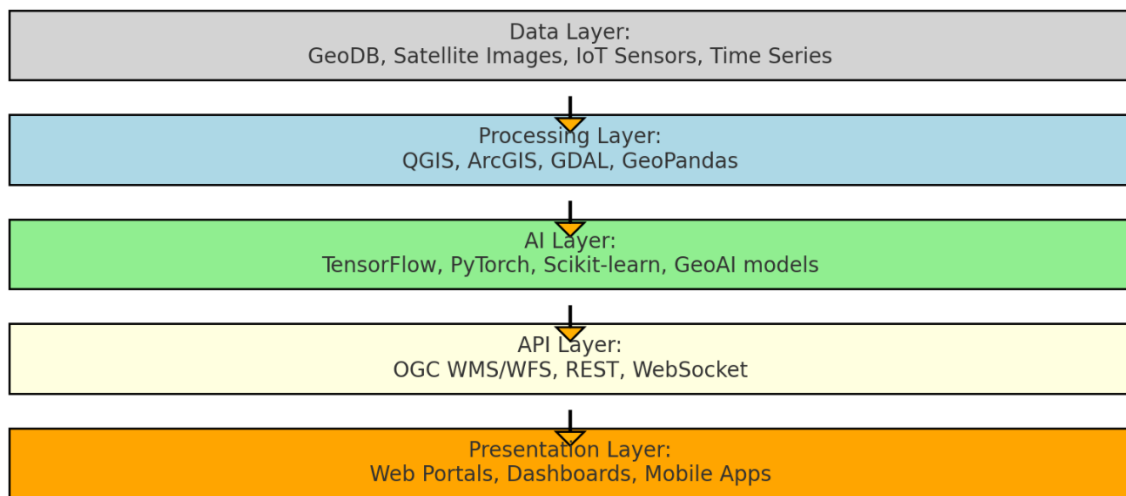 Data Layer:
GeoDB, Satellite Images, IoT Sensors, Time Series
Processing Layer:
QGIS, ArcGIS, GDAL, GeoPandas
AI Layer:
TensorFlow, PyTorch, Scikit-learn, GeoAI models
API Layer:
OGC WMS/WFS, REST, WebSocket
Presentation Layer:
Web Portals, Dashboards, Mobile Apps